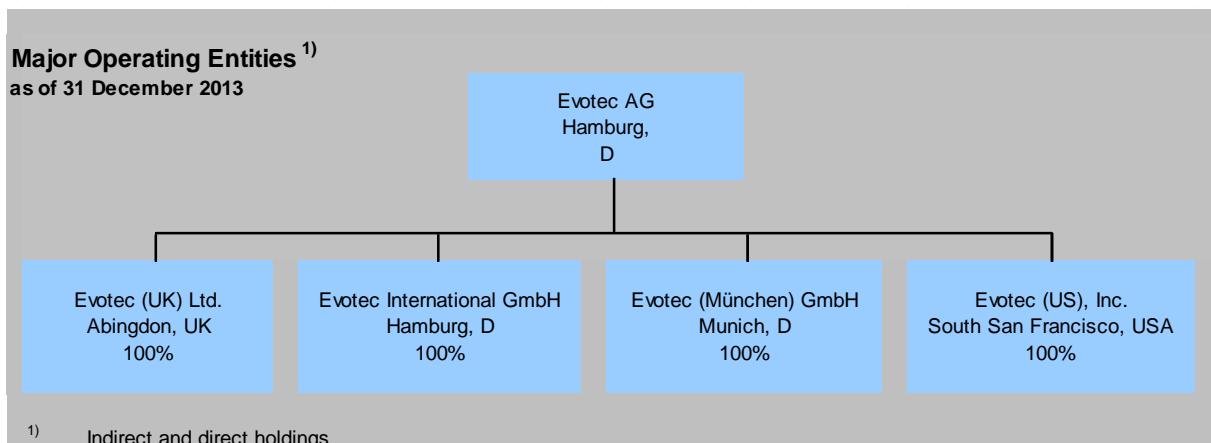 Major Operating Entities 1)
as of 31 December 2013
Evotec AG
Hamburg,
D
Evotec (UK) Ltd.
Abingdon, UK
100%
Evotec International GmbH
Hamburg, D
100%
Evotec (München) GmbH
Munich, D
100%
Evotec (US), Inc.
South San Francisco, USA
100%
1) Indirect and direct holdings